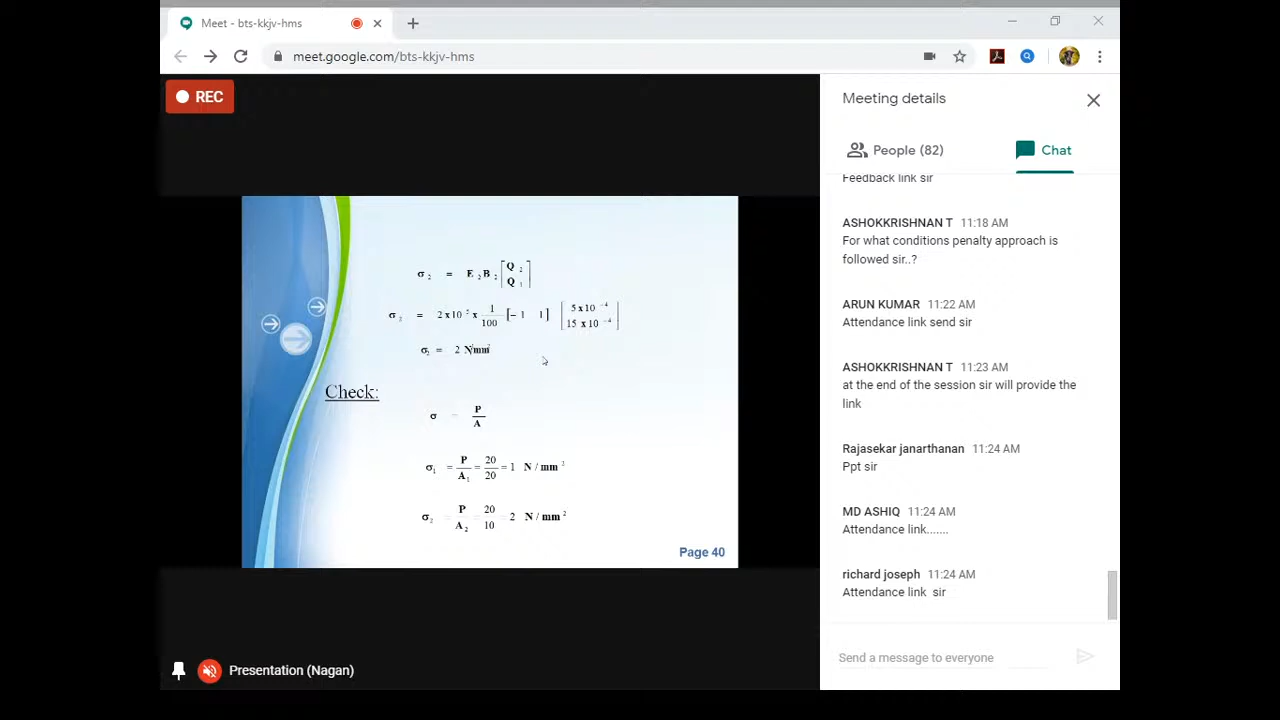 Meet - bts-kkjv-hms
meet.google.com/bts-kkjv-hms
REC
Meeting details
People (82)
Chat
Feedback link sir
ASHOKKRISHNAN T 11:18 AM
For what conditions penalty approach is
followed sir..?
ARUN KUMAR 11:22 AM
Attendance link send sir
ASHOKKRISHNAN T 11:23 AM
at the end of the session sir will provide the
link
Rajasekar janarthanan 11:24 AM
Ppt sir
MD ASHIQ 11:24 AM
Attendance link.......
richard joseph 11:24 AM
Attendance link sir
Send a message to everyone
σ₂ = E₂B₂ [Q₂ Q₁]
σ₂ = 2 x 10⁵ x 1/100 [-1 1] [5 x 10⁻⁴ 15 x 10⁻⁴]
σ₂ = 2 N/mm²
Check:
σ = P/A
σ₁ = P/A₁ = 20/20 = 1 N / mm²
σ₂ = P/A₂ = 20/10 = 2 N / mm²
Page 40
Presentation (Nagan)